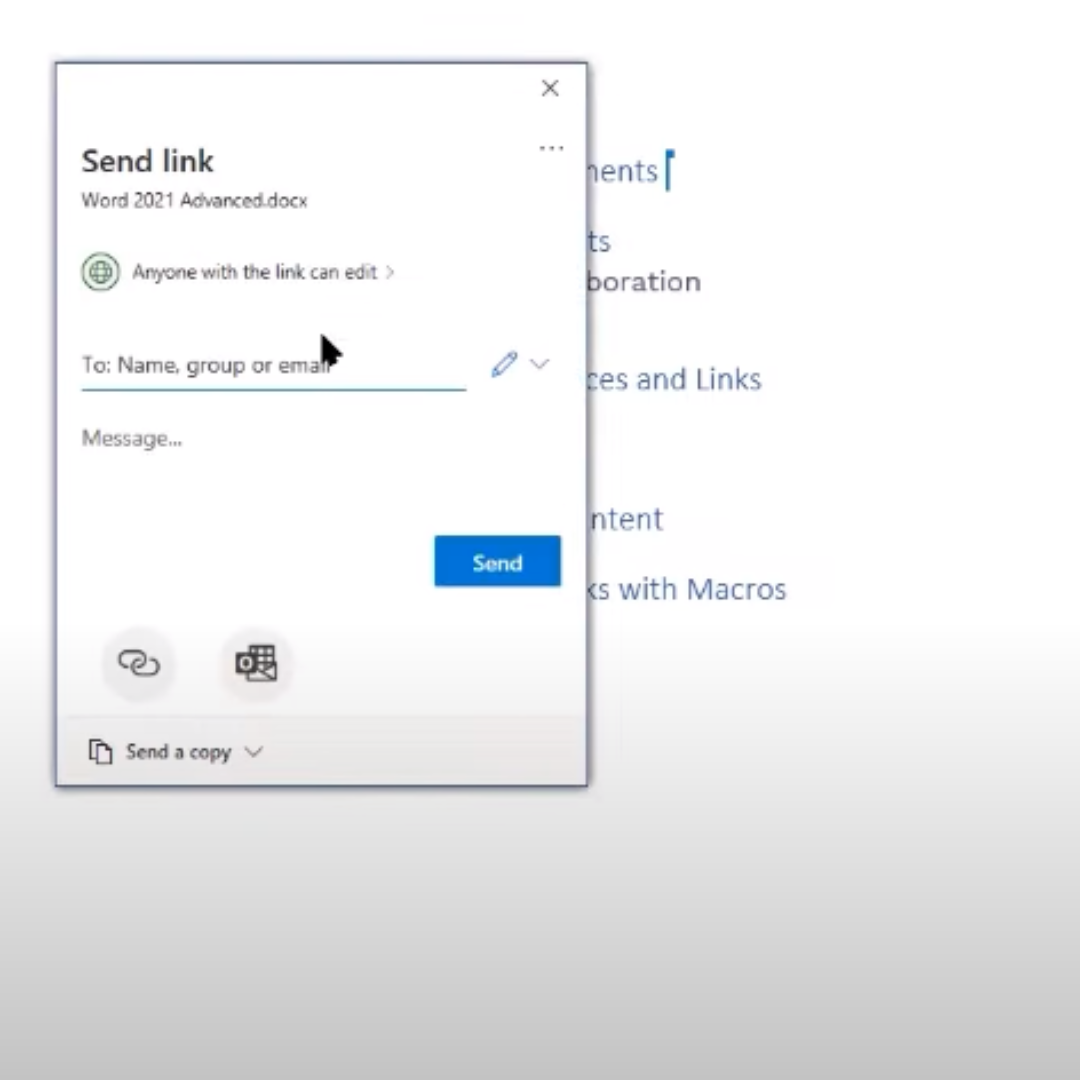 Send link
Word 2021 Advanced.docx
Anyone with the link can edit
To: Name, group or email
Message...
Send
Send a copy
ments
ts
boration
ces and Links
ntent
ks with Macros